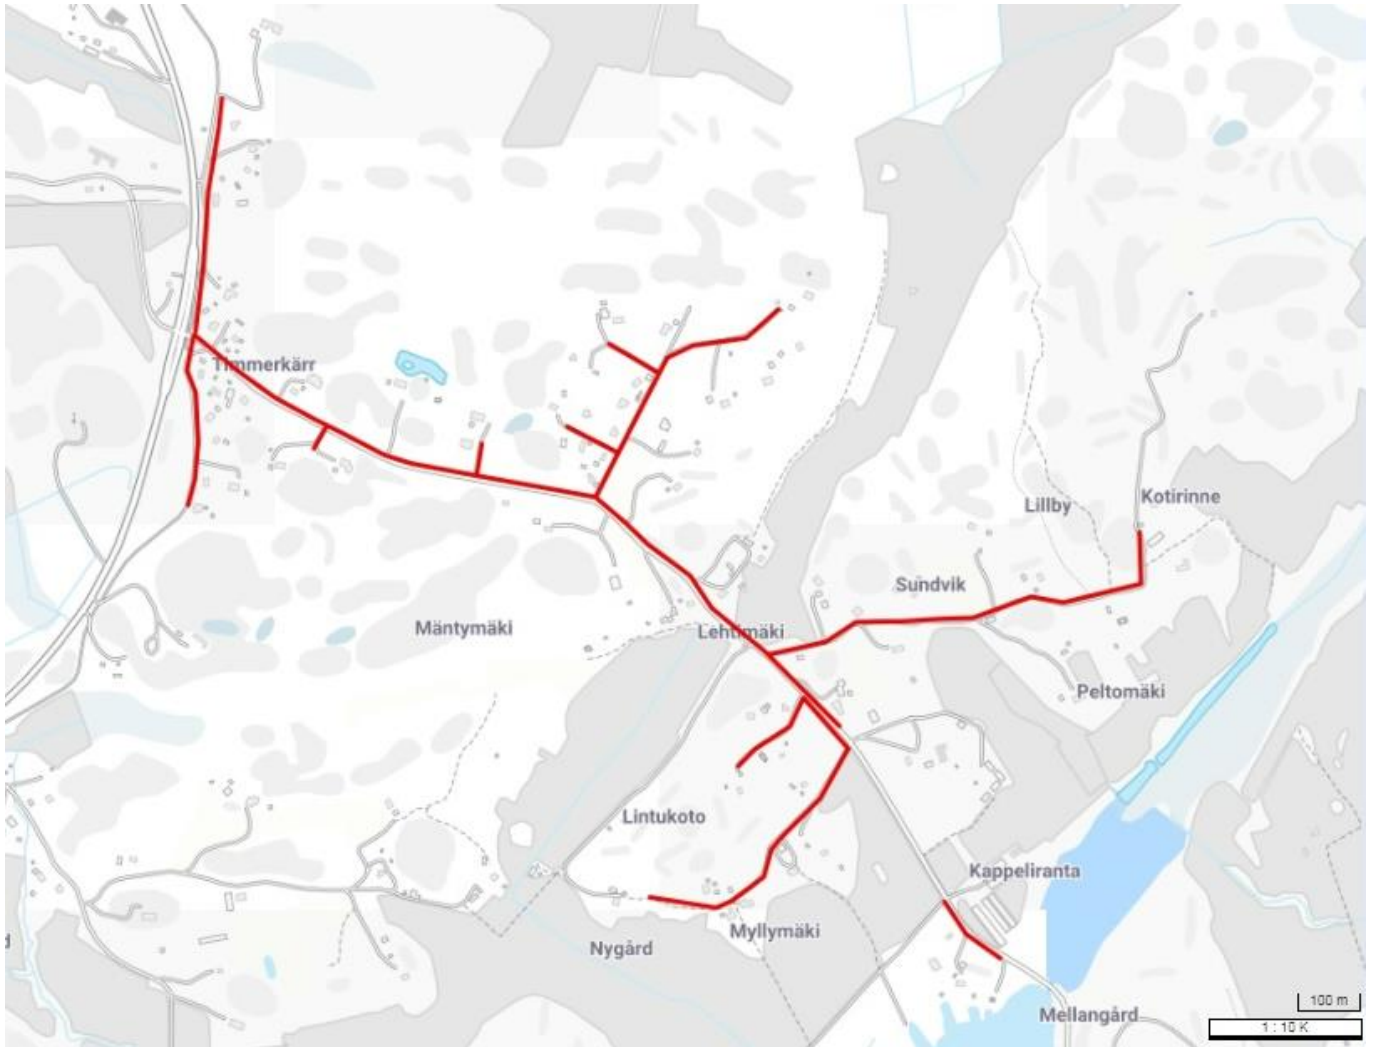 Timmerkärr
Lillby
Kotirinne
Sundvik
Mäntymäki
Lehtimäki
Peltomäki
Lintukoto
Kappeliranta
Myllymäki
Nygård
100 m
Mellangård
1 : 10 K